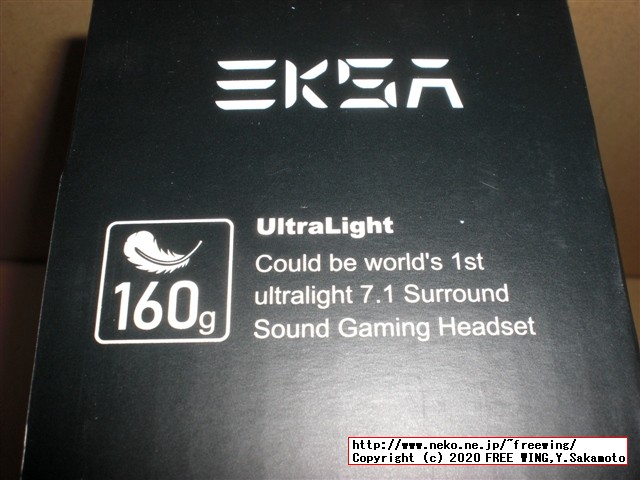 EKSA
160g
UltraLight
Could be world's 1st
ultralight 7.1 Surround
Sound Gaming Headset
http://www.neko.ne.jp/~freewing/
Copyright (c) 2020 FREE WING,Y.Sakamoto